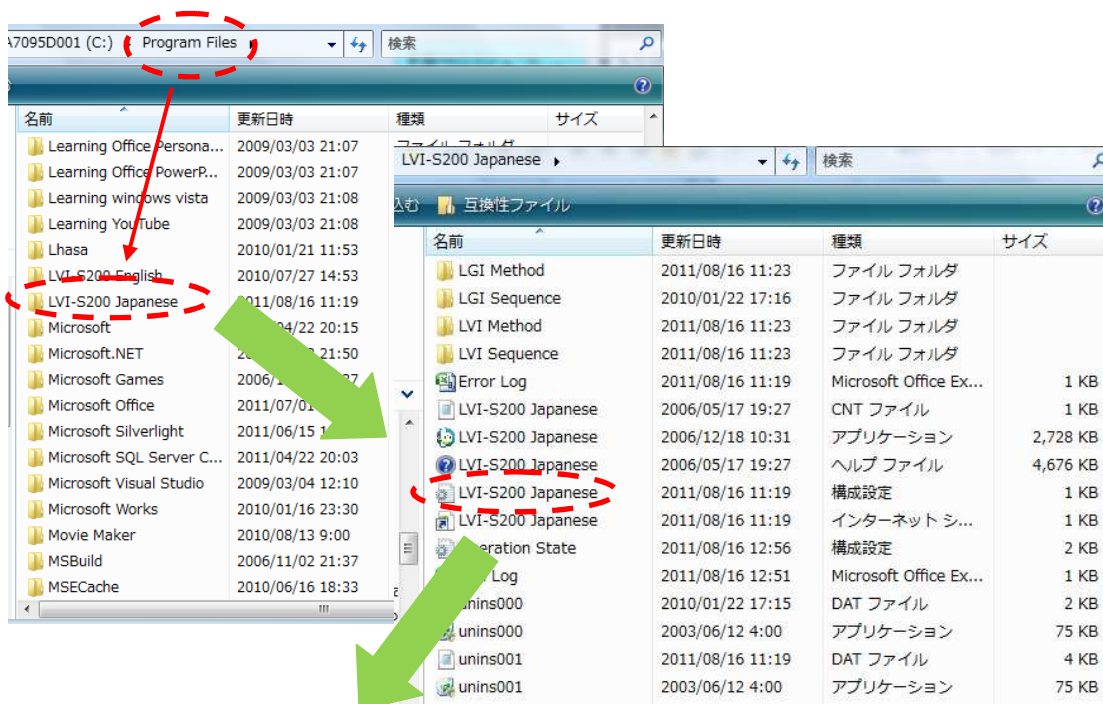 A7095D001 (C:) Program Files 検索
名前 更新日時 種類 サイズ
Learning Office Persona... 2009/03/03 21:07
Learning Office PowerP... 2009/03/03 21:07
Learning windows vista 2009/03/03 21:08
Learning YouTube 2009/03/03 21:08
Lhasa 2010/01/21 11:53
LVI-S200 English 2010/07/27 14:53
LVI-S200 Japanese 2011/08/16 11:19
Microsoft 20:15
Microsoft.NET 21:50
Microsoft Games
Microsoft Office
Microsoft Silverlight 2011/06/15
Microsoft SQL Server C... 2011/04/22 20:03
Microsoft Visual Studio 2009/03/04 12:10
Microsoft Works 2010/01/16 23:30
Movie Maker 2010/08/13 9:00
MSBuild 2006/11/02 21:37
MSECache 2010/06/16 18:33
LVI-S200 Japanese 検索
込む 互換性ファイル
名前 更新日時 種類 サイズ
LGI Method 2011/08/16 11:23 ファイル フォルダ
LGI Sequence 2010/01/22 17:16 ファイル フォルダ
LVI Method 2011/08/16 11:23 ファイル フォルダ
LVI Sequence 2011/08/16 11:23 ファイル フォルダ
Error Log 2011/08/16 11:19 Microsoft Office Ex... 1 KB
LVI-S200 Japanese 2006/05/17 19:27 CNT ファイル 1 KB
LVI-S200 Japanese 2006/12/18 10:31 アプリケーション 2,728 KB
LVI-S200 Japanese 2006/05/17 19:27 ヘルプ ファイル 4,676 KB
LVI-S200 Japanese 2011/08/16 11:19 構成設定 1 KB
LVI-S200 Japanese 2011/08/16 11:19 インターネット シ... 1 KB
State 2011/08/16 12:56 構成設定 2 KB
Log 2011/08/16 12:51 Microsoft Office Ex... 1 KB
unins000 2010/01/22 17:15 DAT ファイル 2 KB
unins000 2003/06/12 4:00 アプリケーション 75 KB
unins001 2011/08/16 11:19 DAT ファイル 4 KB
unins001 2003/06/12 4:00 アプリケーション 75 KB